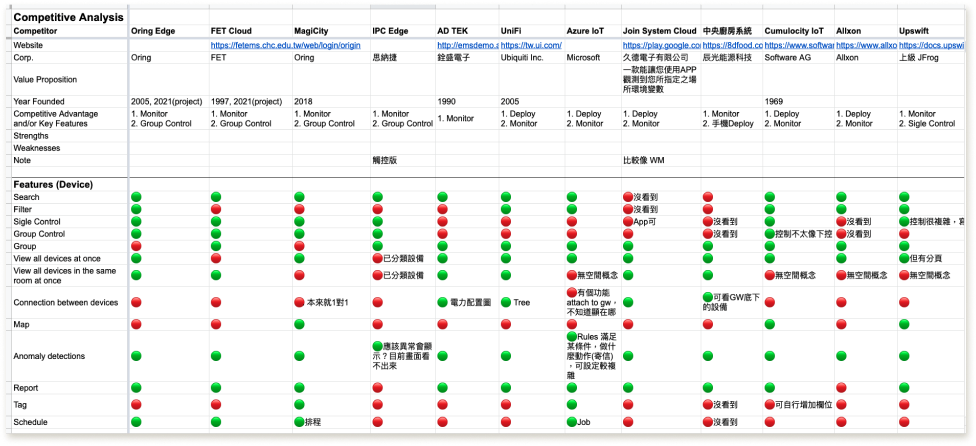 Competitive Analysis
Competitor Oring Edge FET Cloud MagiCity IPC Edge AD TEK UniFi Azure IoT Join System Cloud 中央廚房系統 Cumulocity IoT Allxon Upswift
Website https://fetems.chc.edu.tw/web/login/origin http://emsdemo.a https://tw.ui.com/ https://play.google.co https://8dfood.co https://www.softwar https://www.allxo https://docs.upswi
Corp. Oring FET Oring 思納捷 銓盛電子 Ubiquiti Inc. Microsoft 久德電子有限公司 辰光能源科技 Software AG Allxon 上級 JFrog
Value Proposition 一款能讓您使用APP
觀測到您所指定之場
所環境變數
Year Founded 2005, 2021(project) 1997, 2021(project) 2018 1990 2005 1969
Competitive Advantage 1. Monitor 1. Monitor 1. Monitor 1. Monitor 1. Monitor 1. Deploy 1. Deploy 1. Deploy 1. Monitor 1. Deploy 1. Deploy 1. Monitor
and/or Key Features 2. Group Control 2. Group Control 2. Group Control 2. Group Control 2. Monitor 2. Monitor 2. Monitor 2. 手機Deploy 2. Monitor 2. Monitor 2. Sigle Control
Strengths
Weaknesses
Note 觸控版 比較像 WM
Features (Device)
Search 沒看到
Filter 沒看到
Sigle Control App可 沒看到 沒看到 控制很複雜，
Group Control 沒看到 控制不太像下控 沒看到
Group
View all devices at once 已分類設備 但有分頁
View all devices in the same
room at once 已分類設備 無空間概念 無空間概念 無空間概念 無空間概念
Connection between devices 本來就1對1 電力配置圖 Tree 有個功能
attach to gw，
不知道顯在哪 可看GW底下
的設備
Map
Anomaly detections 應該異常會顯
示？目前畫面看
不出來 Rules 滿足
某條件，做什
麼動作(寄信)
，可設定較複
雜
Report
Tag 沒看到 可自行增加欄位
Schedule 排程 Job 沒看到